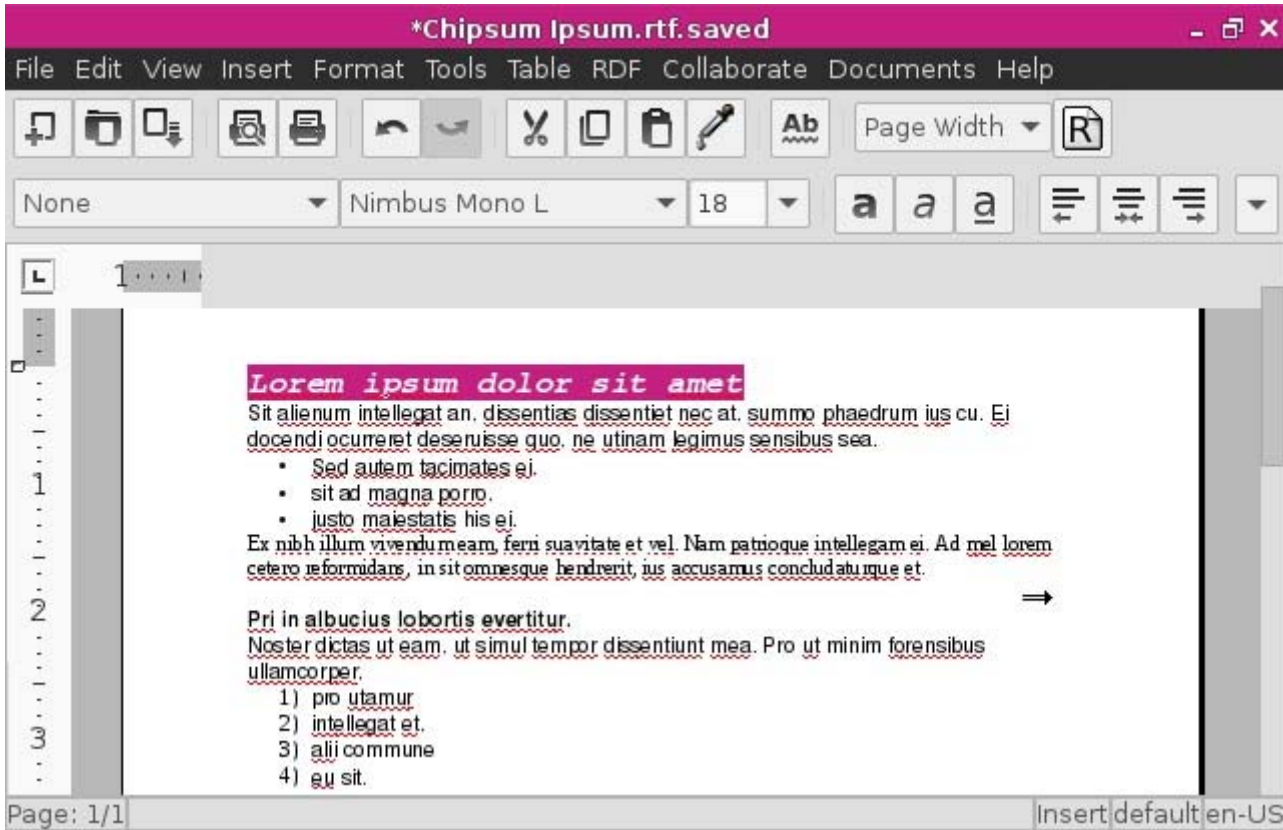 *Chipsum Ipsum.rtf.saved
File Edit View Insert Format Tools Table RDF Collaborate Documents Help
Ab Page Width R
None Nimbus Mono L 18 a a a
L 1
Lorem ipsum dolor sit amet
Sit alienum intellegat an, dissentias dissentiet nec at, summo phaedrum ius cu. Ei
docendi ocurreret deseruisse quo, ne utinam legimus sensibus sea.
• Sed autem tacimates ei,
1
• sit ad magna porro,
• justo maiestatis his ei.
Ex nibh illum vivendum eam, ferri suavitate et vel. Nam patrioque intellegam ei. Ad mel lorem
cetero reformidans, in sit omnesque hendrerit, ius accusamus concludaturque et.
2
Pri in albucius lobortis evertitur.
Noster dictas ut eam, ut simul tempor dissentiunt mea. Pro ut minim forensibus
ullamcorper,
1) pro utamur
2) intellegat et,
3
3) alii commune
4) eu sit.
Page: 1/1 Insert default en-US